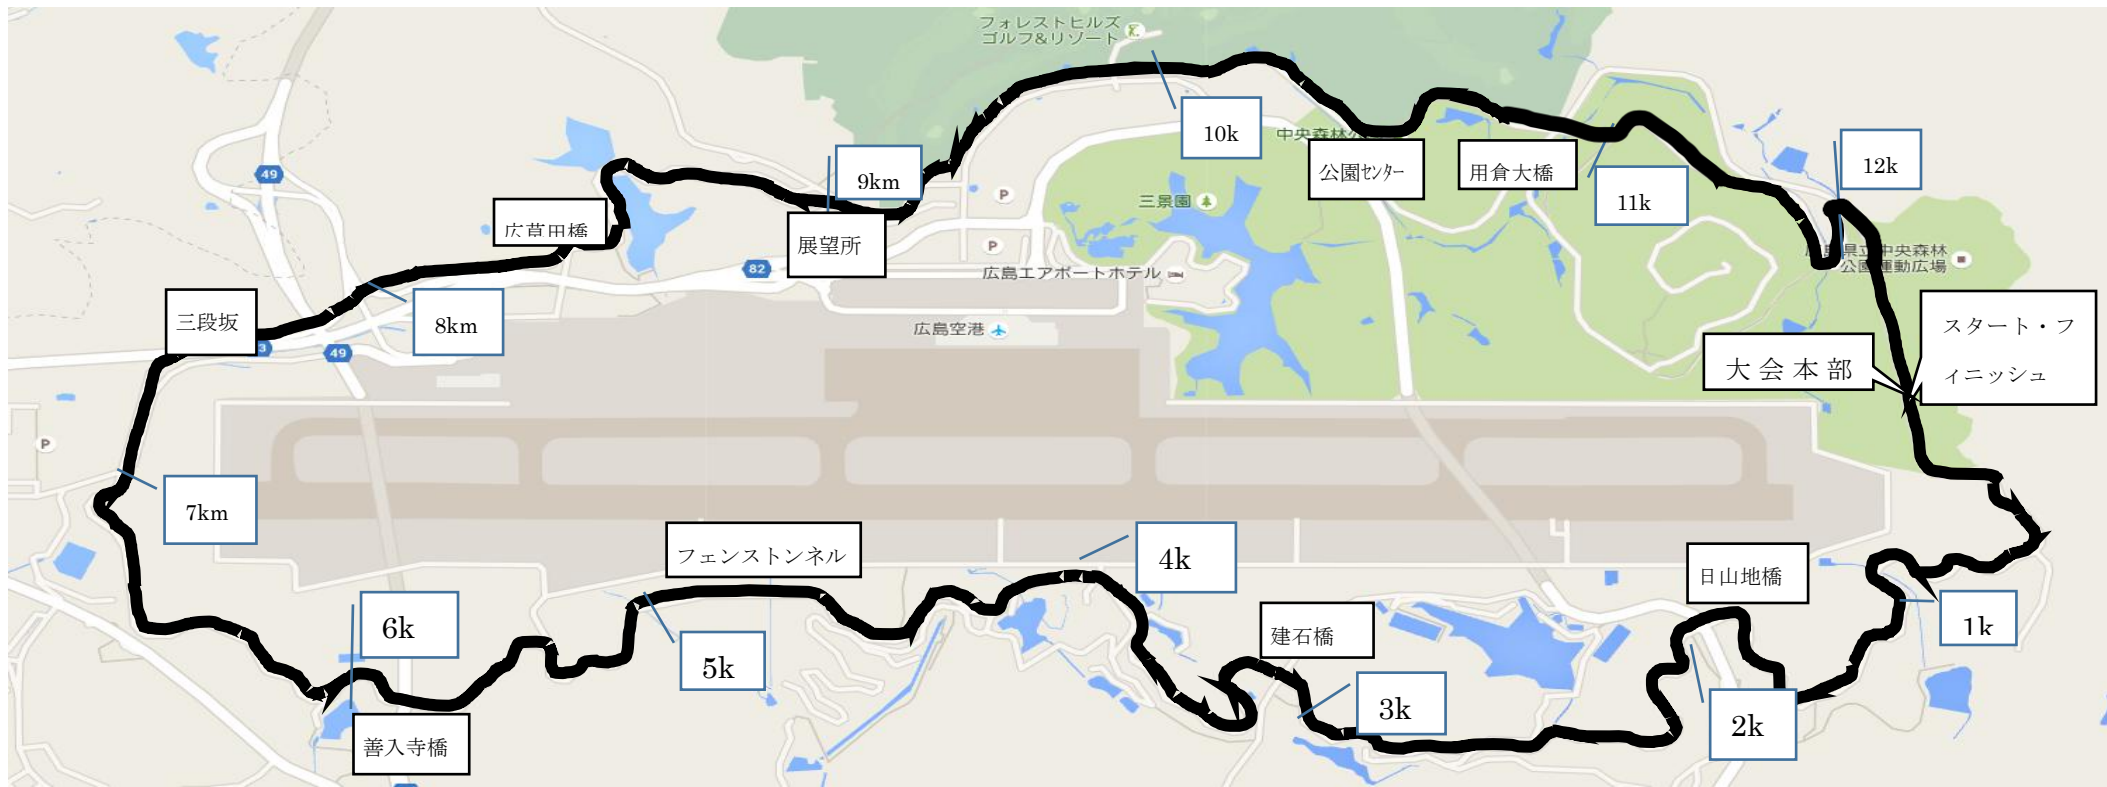 フォレストヒルズ
ゴルフ&リゾート
10k
中央森林公
公園センター
用倉大橋
11k
12k
県立中央森林
公園運動広場
49
9km
展望所
三景園
P
P
82
広島エアポートホテル
広島空港
三段坂
8km
49
スタート・フ
ィニッシュ
大会本部
P
7km
フェンストンネル
4k
日山地橋
1k
建石橋
6k
5k
3k
2k
善入寺橋